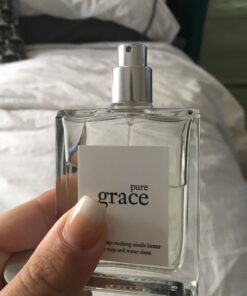 pure
grace
nothing smells better
soap and water clean